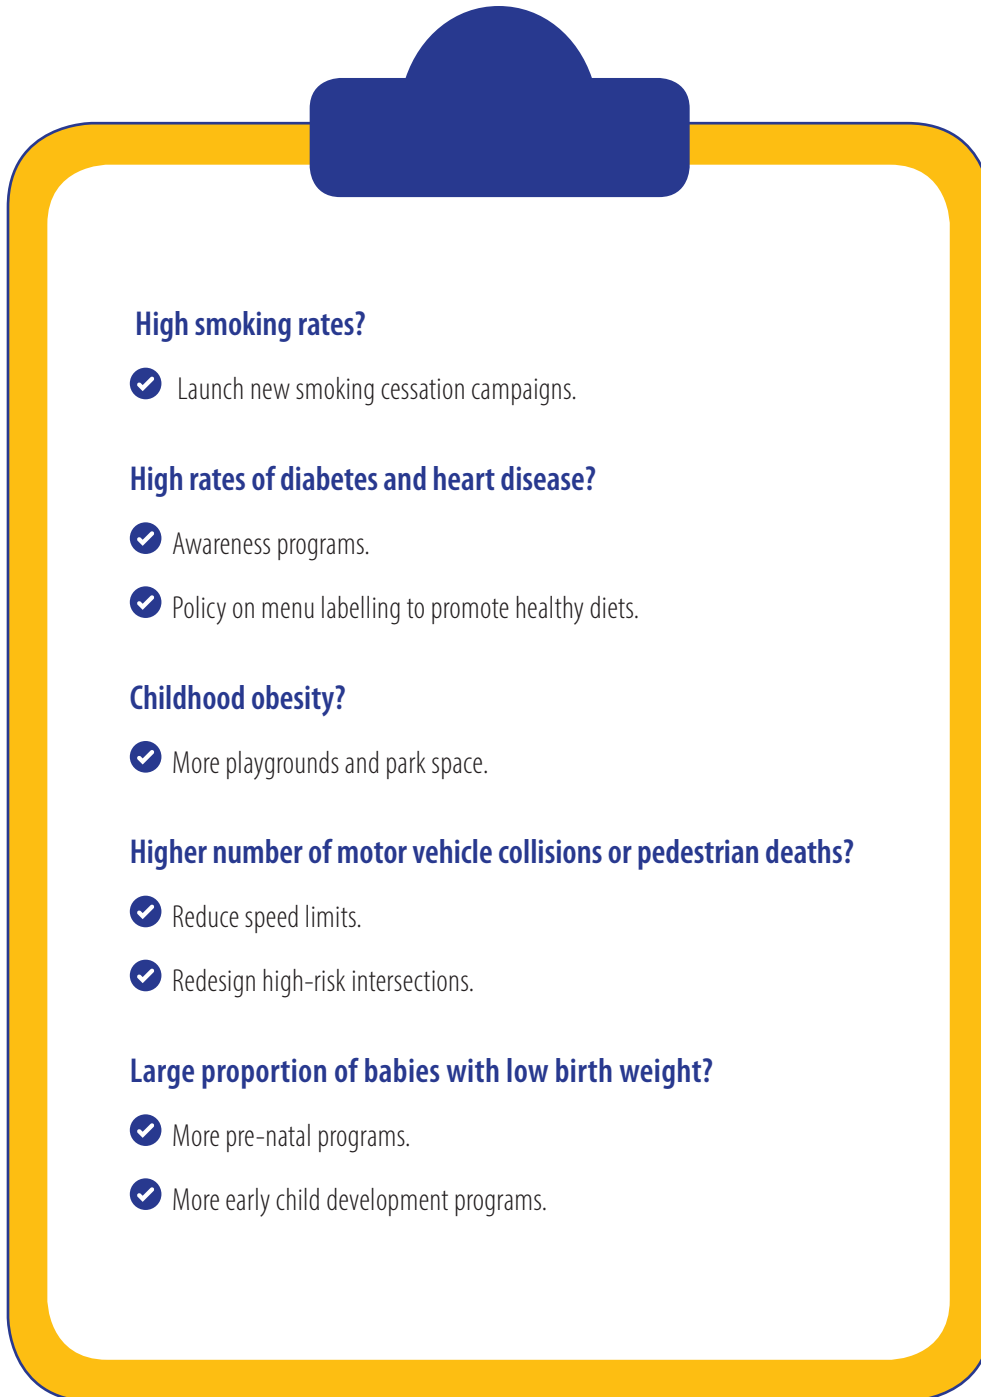 High smoking rates?
Launch new smoking cessation campaigns.
High rates of diabetes and heart disease?
Awareness programs.
Policy on menu labelling to promote healthy diets.
Childhood obesity?
More playgrounds and park space.
Higher number of motor vehicle collisions or pedestrian deaths?
Reduce speed limits.
Redesign high-risk intersections.
Large proportion of babies with low birth weight?
More pre-natal programs.
More early child development programs.